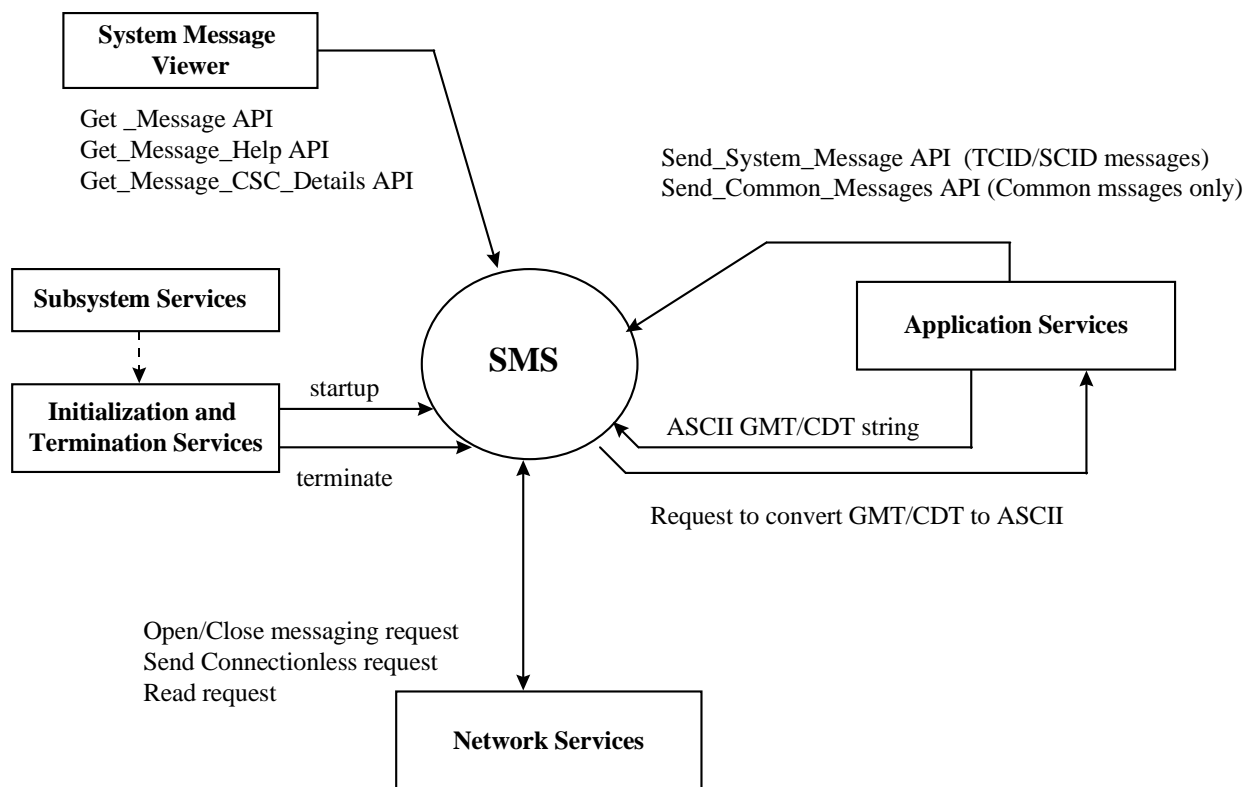 System Message
Viewer
Get _Message API
Get_Message_Help API
Get_Message_CSC_Details API
Send_System_Message API  (TCID/SCID messages)
Send_Common_Messages API (Common mssages only)
Subsystem Services
Application Services
SMS
Initialization and
Termination Services
startup
terminate
ASCII GMT/CDT string
Request to convert GMT/CDT to ASCII
Open/Close messaging request
Send Connectionless request
Read request
Network Services